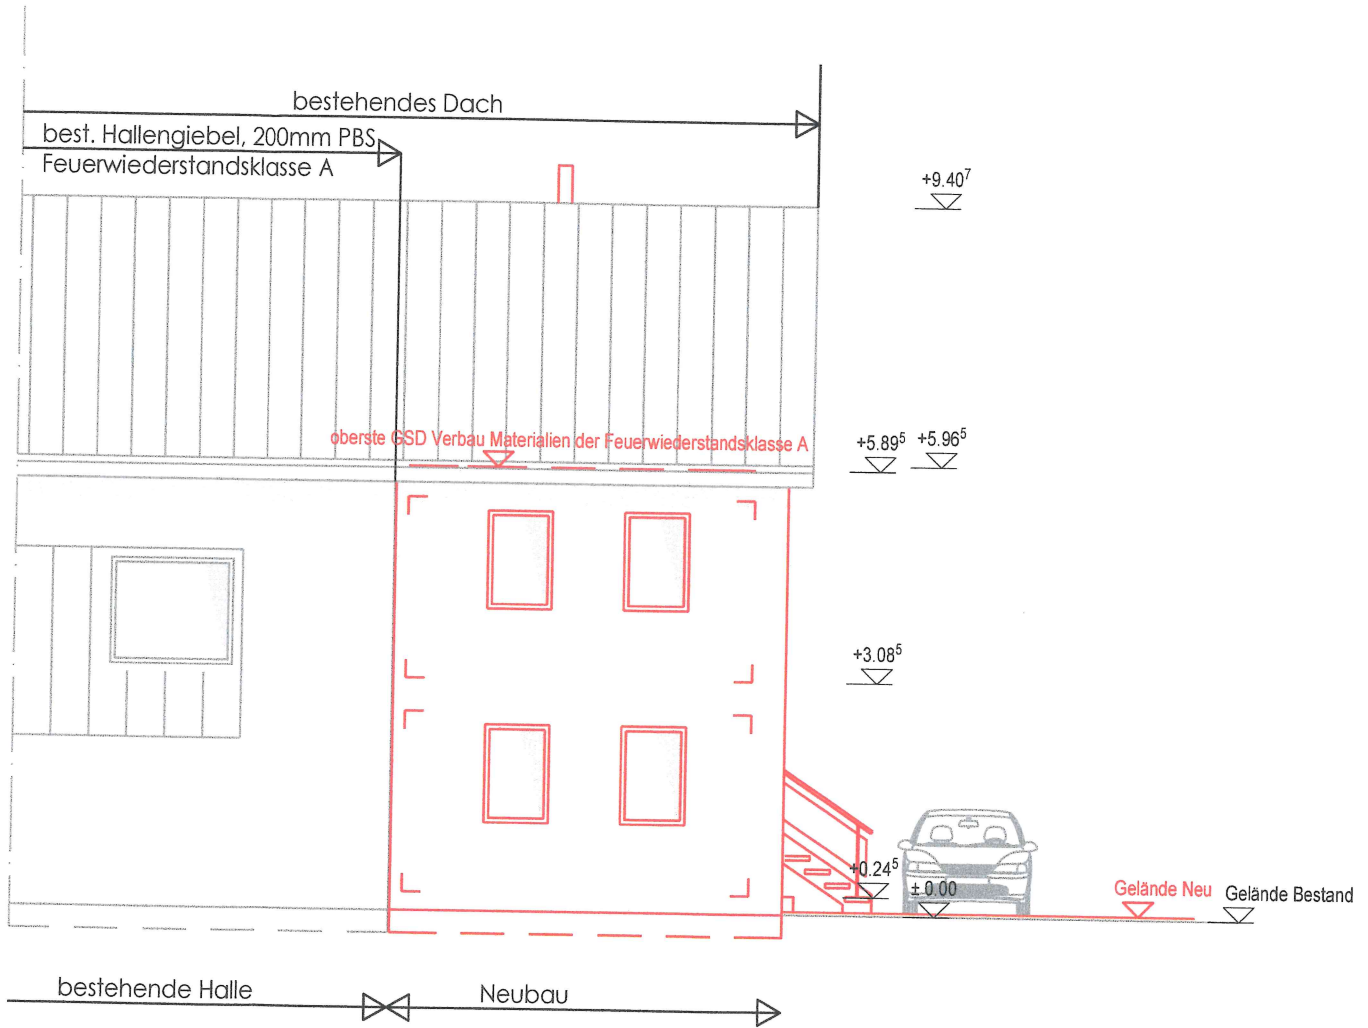 bestehendes Dach
best. Hallengiebel, 200mm PBS
Feuerwiederstandsklasse A
+9.40⁷
oberste GSD Verbau Materialien der Feuerwiederstandsklasse A
+5.89⁵
+5.96⁵
+3.08⁵
+0.24⁵
± 0.00
Gelände Neu
Gelände Bestand
bestehende Halle
Neubau